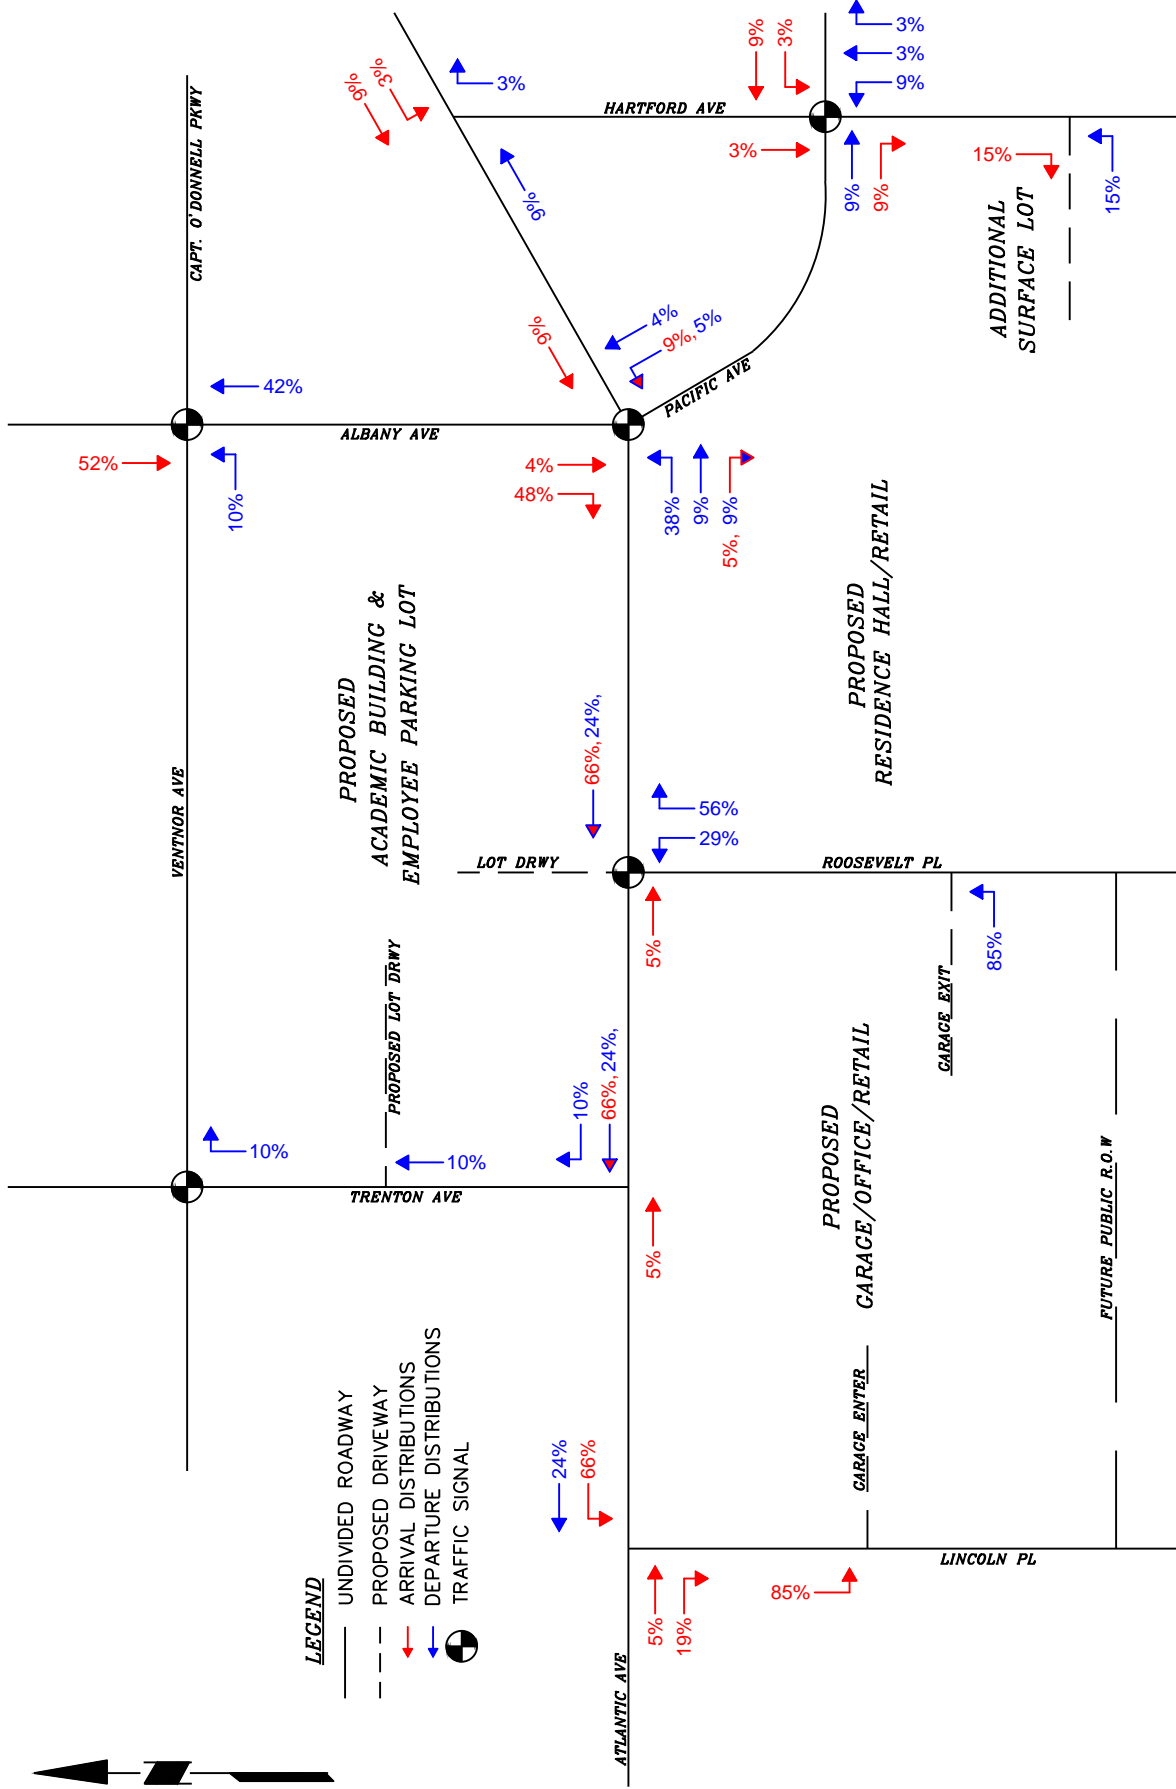 3%
3%
9%
9%
3%
9%
3%
3%
HARTFORD AVE
3%
9%
9%
9%
15%
15%
CAPT. O'DONNELL PKWY
ADDITIONAL
SURFACE LOT
9%
4%
9%, 5%
PACIFIC AVE
42%
ALBANY AVE
52%
10%
4%
48%
38%
9%
5%, 9%
PROPOSED
ACADEMIC BUILDING &
EMPLOYEE PARKING LOT
PROPOSED
RESIDENCE HALL/RETAIL
VENTNOR AVE
66%, 24%,
56%
29%
LOT DRWY
ROOSEVELT PL
5%
85%
PROPOSED LOT DRWY
GARAGE EXIT
10%
66%, 24%,
10%
10%
TRENTON AVE
5%
PROPOSED
GARAGE/OFFICE/RETAIL
FUTURE PUBLIC R.O.W
GARAGE ENTER
24%
66%
LINCOLN PL
5%
19%
85%
ATLANTIC AVE
LEGEND
UNDIVIDED ROADWAY
PROPOSED DRIVEWAY
ARRIVAL DISTRIBUTIONS
DEPARTURE DISTRIBUTIONS
TRAFFIC SIGNAL